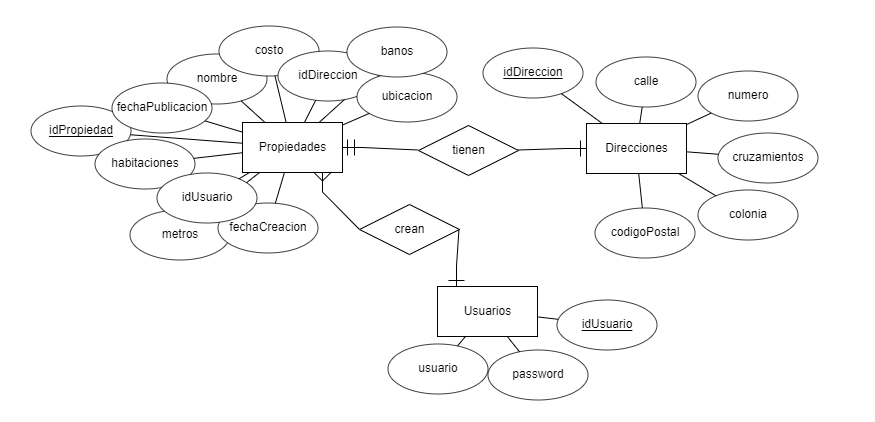 costo
banos
nombre
idDireccion
ubicacion
fechaPublicacion
idPropiedad
Propiedades
habitaciones
idUsuario
metros
fechaCreacion
tienen
idDireccion
calle
numero
Direcciones
cruzamientos
colonia
codigoPostal
crean
Usuarios
idUsuario
usuario
password